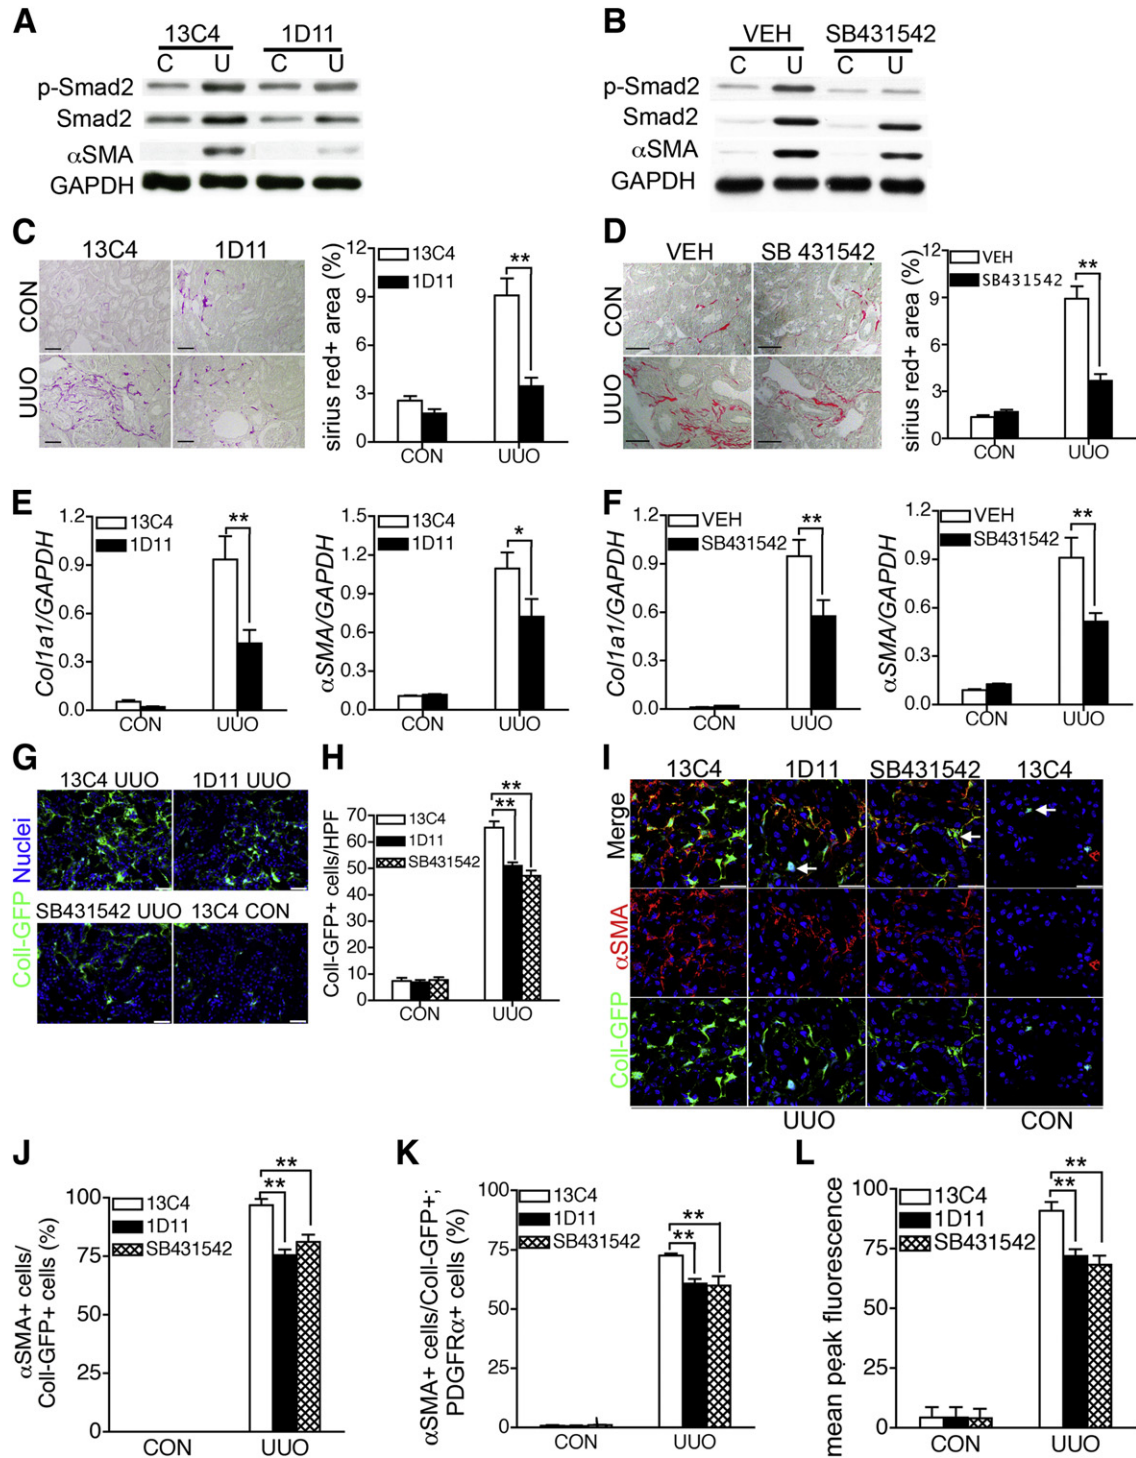 A
13C4 1D11
C U C U
p-Smad2
Smad2
αSMA
GAPDH
B
VEH SB431542
C U C U
p-Smad2
Smad2
αSMA
GAPDH
C
13C4 1D11
CON
UUO
sirius red+ area (%)
12
9
6
3
0
13C4
1D11
**
CON UUO
D
VEH SB 431542
CON
UUO
sirius red+ area (%)
12
9
6
3
0
VEH
SB431542
**
CON UUO
E
Col1a1/GAPDH
1.2
0.9
0.6
0.3
0.0
13C4
1D11
**
CON UUO
αSMA/GAPDH
1.5
1.2
0.9
0.6
0.3
0.0
13C4
1D11
*
CON UUO
F
Col1a1/GAPDH
1.2
0.9
0.6
0.3
0.0
VEH
SB431542
**
CON UUO
αSMA/GAPDH
1.2
0.9
0.6
0.3
0.0
VEH
SB431542
**
CON UUO
G
13C4 UUO 1D11 UUO
SB431542 UUO 13C4 CON
Coll-GFP Nuclei
H
Coll-GFP+ cells/HPF
70
60
50
40
30
20
10
0
13C4
1D11
SB431542
**
**
CON UUO
I
13C4 1D11 SB431542 13C4
Merge
αSMA
Coll-GFP
UUO CON
J
αSMA+ cells/
Coll-GFP+ cells (%)
100
75
50
25
0
13C4
1D11
SB431542
**
**
CON UUO
K
αSMA+ cells/Coll-GFP+;
PDGFRα+ cells (%)
100
75
50
25
0
13C4
1D11
SB431542
**
**
CON UUO
L
mean peak fluorescence
100
75
50
25
0
13C4
1D11
SB431542
**
**
CON UUO